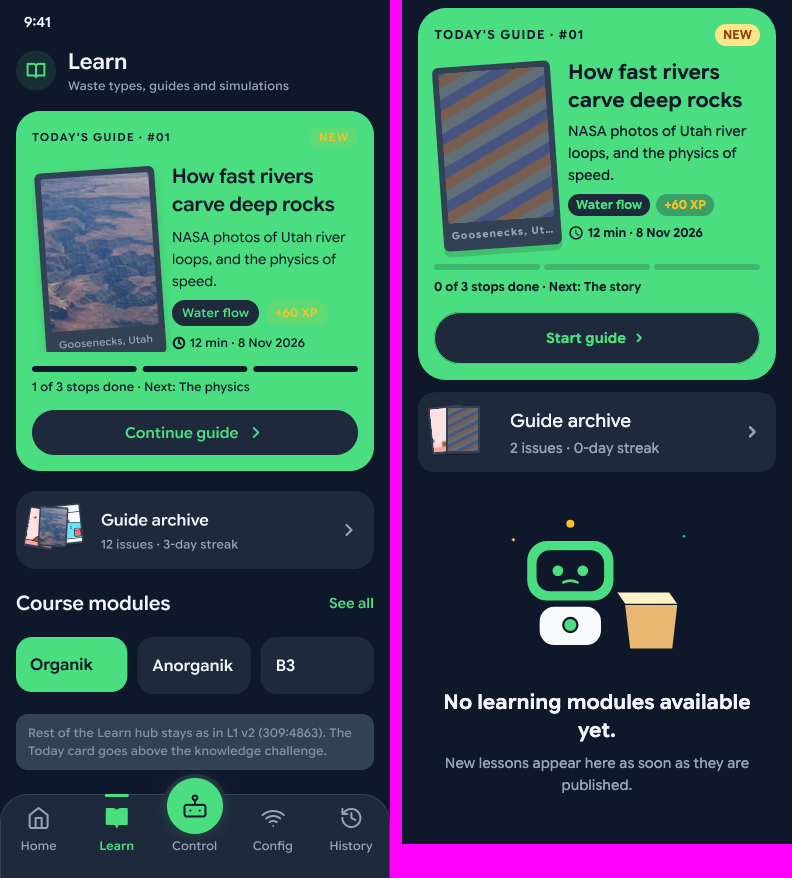 9:41
Learn
Waste types, guides and simulations
TODAY'S GUIDE · #01
NEW
How fast rivers
carve deep rocks
NASA photos of Utah river
loops, and the physics of
speed.
Goosenecks, Utah
Water flow
+60 XP
12 min · 8 Nov 2026
1 of 3 stops done · Next: The physics
Continue guide
Guide archive
12 issues · 3-day streak
Course modules
See all
Organik
Anorganik
B3
Rest of the Learn hub stays as in L1 v2 (309:4863). The
Today card goes above the knowledge challenge.
Home
Learn
Control
Config
History
TODAY'S GUIDE · #01
NEW
How fast rivers
carve deep rocks
NASA photos of Utah river
loops, and the physics of
speed.
Goosenecks, Ut...
Water flow
+60 XP
12 min · 8 Nov 2026
0 of 3 stops done · Next: The story
Start guide
Guide archive
2 issues · 0-day streak
No learning modules available
yet.
New lessons appear here as soon as they are
published.